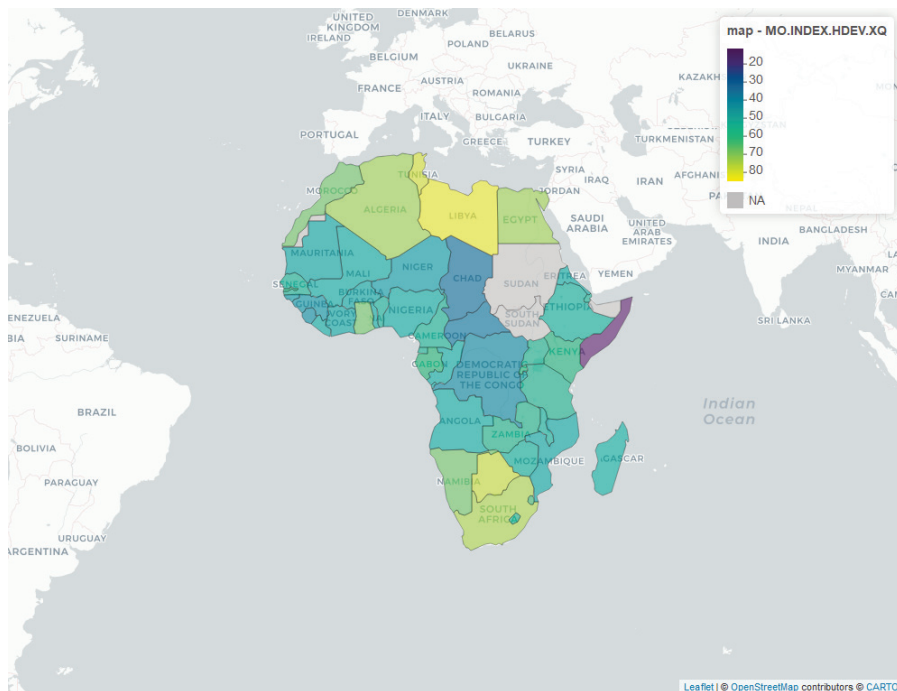 DENMARK
UNITED
KINGDOM
IRELAND
BELARUS
POLAND
BELGIUM
UKRAINE
AUSTRIA
FRANCE
ROMANIA
ITALY
BULGARIA
PORTUGAL
GREECE
TURKEY
TURKMENISTAN
SYRIA
IRAQ
IRAN
JORDAN
SAUDI
ARABIA
UNITED
ARAB
EMIRATES
INDIA
BANGLADESH
MYANMAR
YEMEN
SRI LANKA
MOROCCO
TUNISIA
ALGERIA
LIBYA
EGYPT
MAURITANIA
MALI
NIGER
CHAD
SUDAN
ERITREA
SENEGAL
BURKINA
FASO
GUINEA
IVORY
COAST
NIGERIA
SOUTH
SUDAN
ETHIOPIA
CAMEROON
GABON
DEMOCRATIC
REPUBLIC OF
THE CONGO
KENYA
ANGOLA
ZAMBIA
MOZAMBIQUE
NAMIBIA
SOUTH
AFRICA
Indian
Ocean
SURINAME
BRAZIL
BOLIVIA
PARAGUAY
URUGUAY
map - MO.INDEX.HDEV.XQ
20
30
40
50
60
70
80
NA
Leaflet | © OpenStreetMap contributors © CARTO